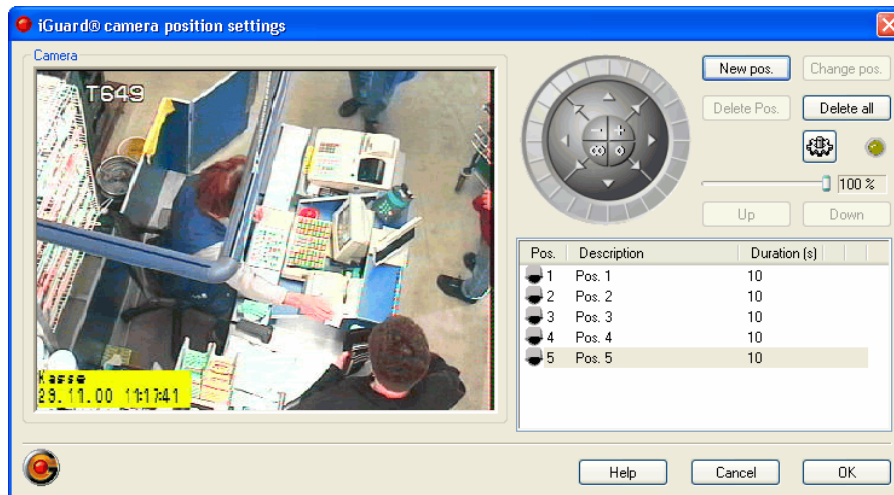 iGuard® camera position settings
Camera
T649
Kasse
29.11.00 11:17:41
New pos.
Change pos.
Delete Pos.
Delete all
100 %
Up
Down
Pos. Description Duration (s)
1 Pos. 1 10
2 Pos. 2 10
3 Pos. 3 10
4 Pos. 4 10
5 Pos. 5 10
Help
Cancel
OK